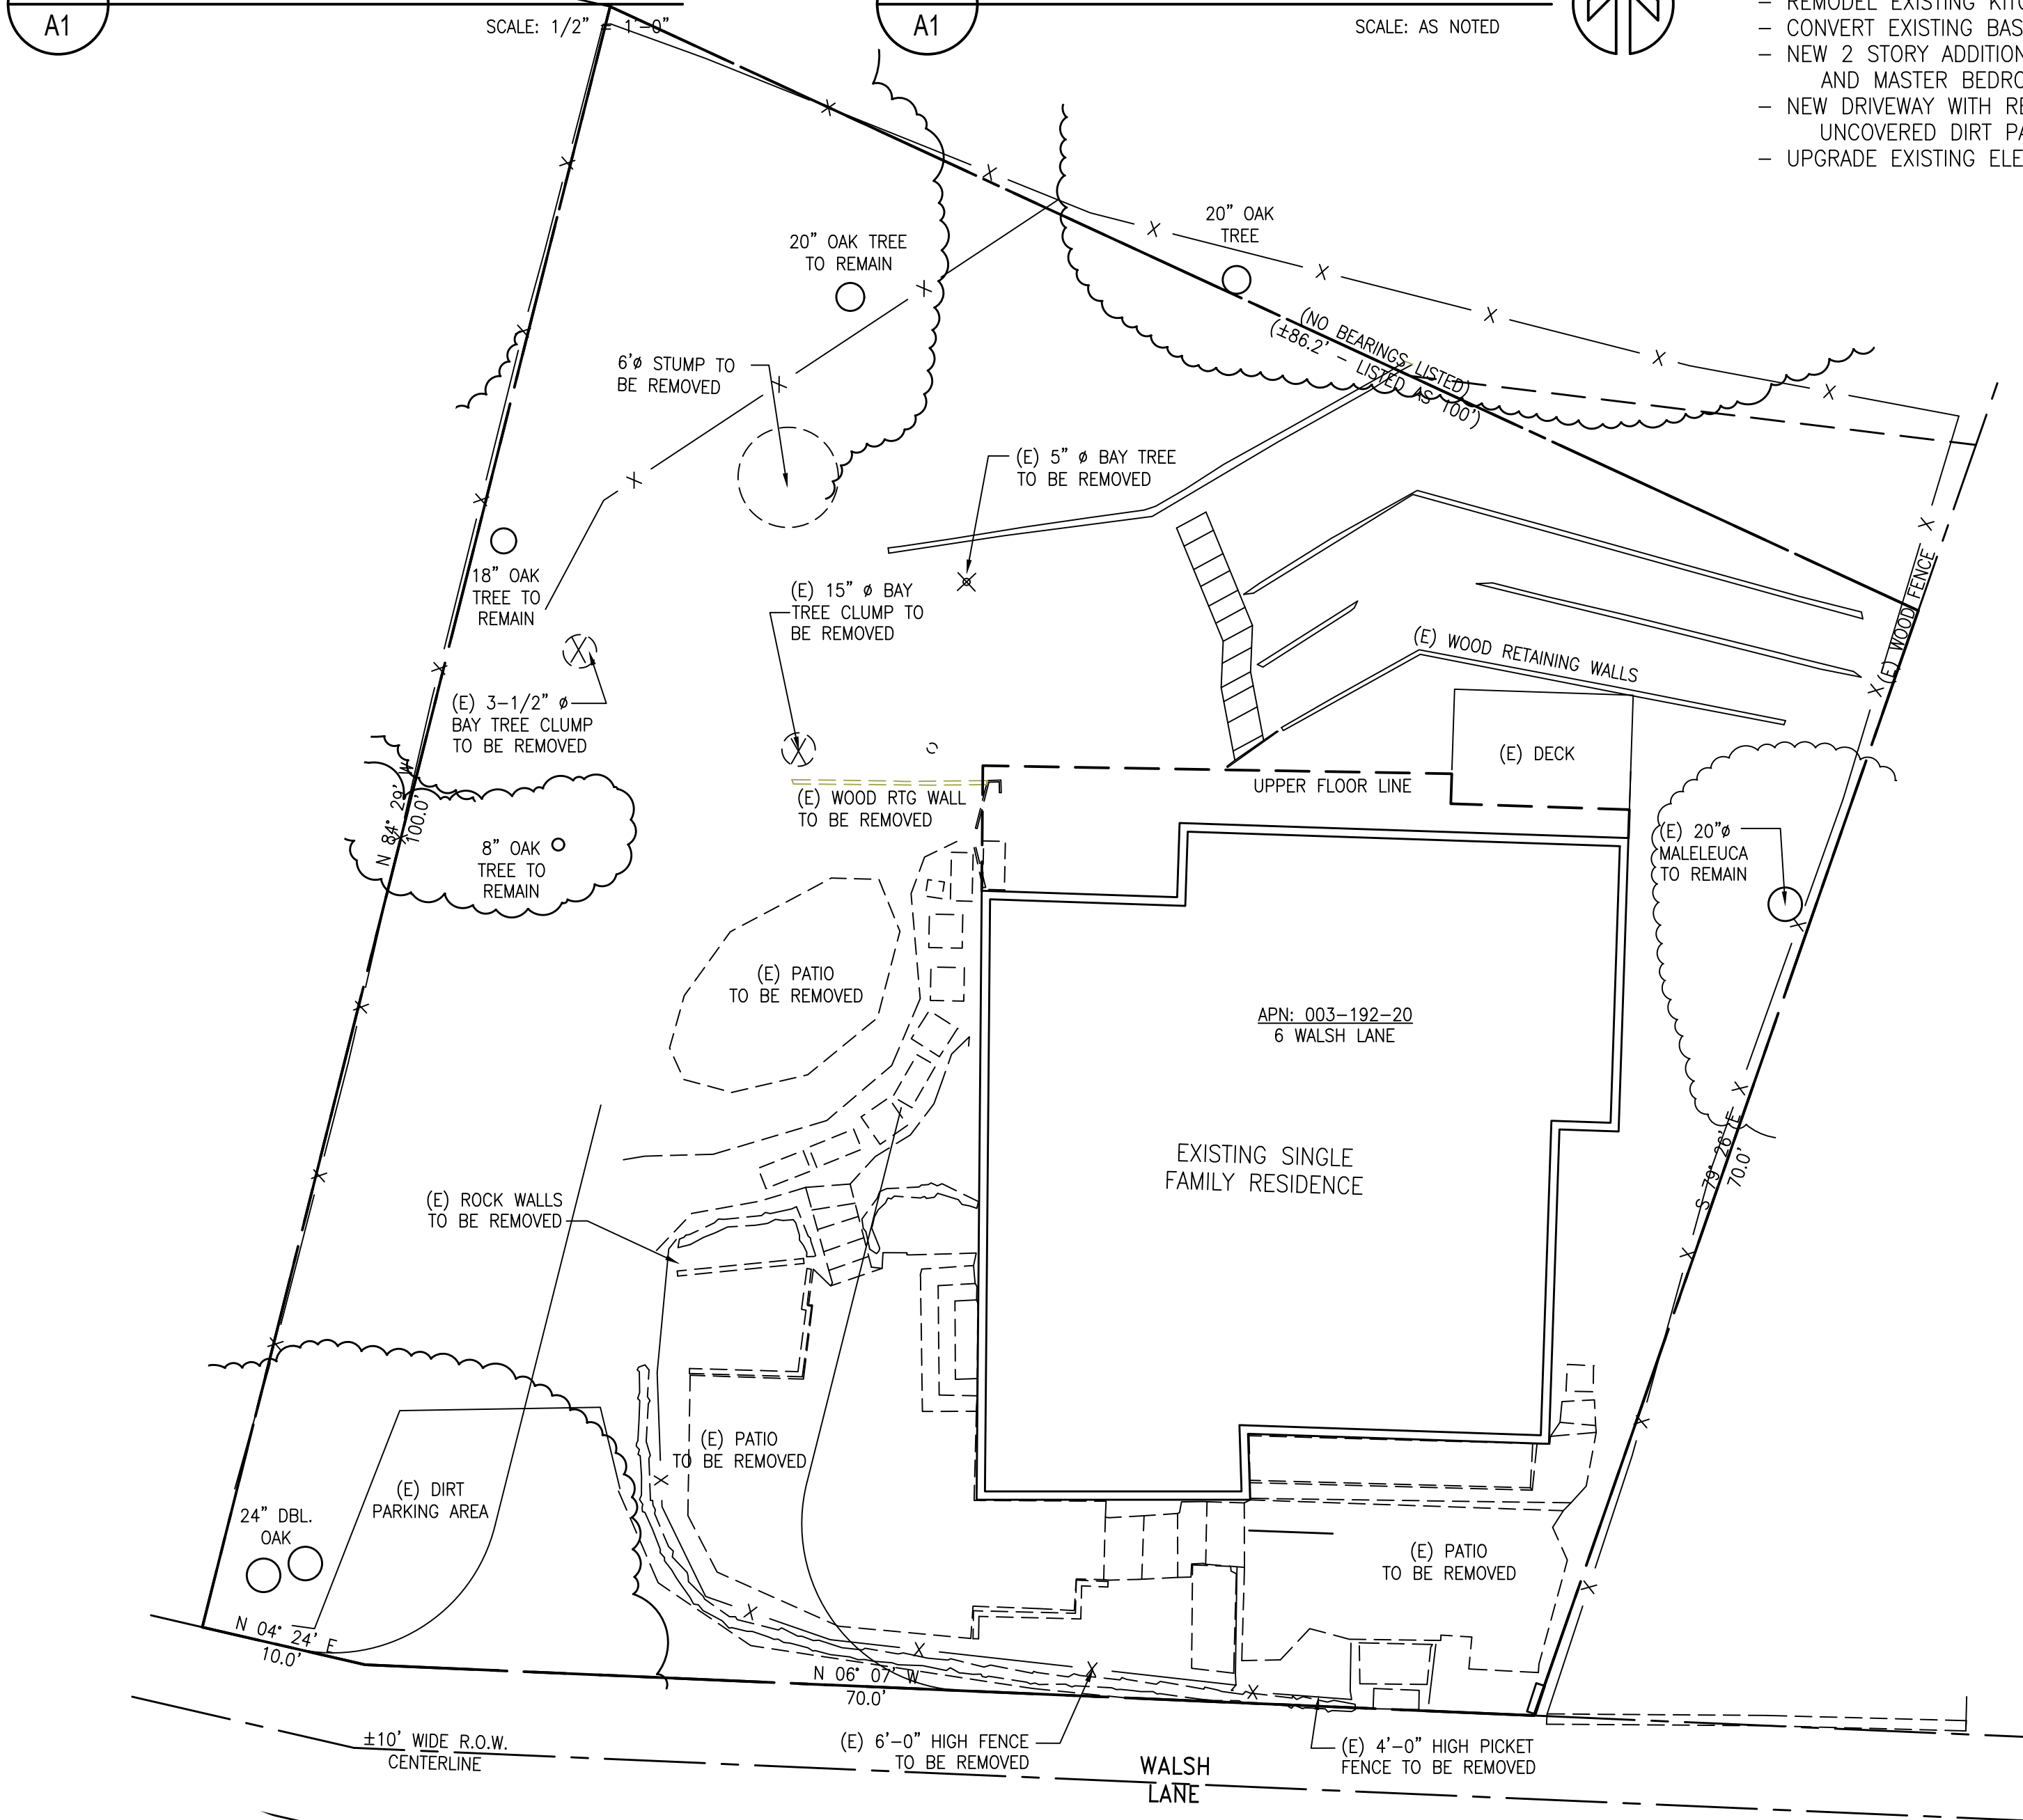 A1
SCALE: 1/2" = 1'-0"
A1
SCALE: AS NOTED
- REMODEL EXISTING
- CONVERT EXISTING
- NEW 2 STORY ADDITION
AND MASTER
- NEW DRIVEWAY WITH
UNCOVERED DIRT
- UPGRADE EXISTING
20" OAK TREE
TO REMAIN
20" OAK
TREE
(NO BEARINGS LISTED)
(±86.2' - LISTED AS 100')
6'ø STUMP TO
BE REMOVED
(E) 5" ø BAY TREE
TO BE REMOVED
18" OAK
TREE TO
REMAIN
(E) 15" ø BAY
TREE CLUMP TO
BE REMOVED
(E) WOOD FENCE
(E) WOOD RETAINING WALLS
(E) 3-1/2" ø
BAY TREE CLUMP
TO BE REMOVED
(E) DECK
UPPER FLOOR LINE
(E) WOOD RTG WALL
TO BE REMOVED
N 84° 29' W
100.0'
8" OAK
TREE TO
REMAIN
(E) 20"ø
MALELEUCA
TO REMAIN
(E) PATIO
TO BE REMOVED
APN: 003-192-20
6 WALSH LANE
EXISTING SINGLE
FAMILY RESIDENCE
S 79° 26' E
70.0'
(E) ROCK WALLS
TO BE REMOVED
(E) PATIO
TO BE REMOVED
(E) DIRT
PARKING AREA
24" DBL.
OAK
(E) PATIO
TO BE REMOVED
N 04° 24' E
10.0'
N 06° 07' W
70.0'
±10' WIDE R.O.W.
CENTERLINE
(E) 6'-0" HIGH FENCE
TO BE REMOVED
WALSH
LANE
(E) 4'-0" HIGH PICKET
FENCE TO BE REMOVED